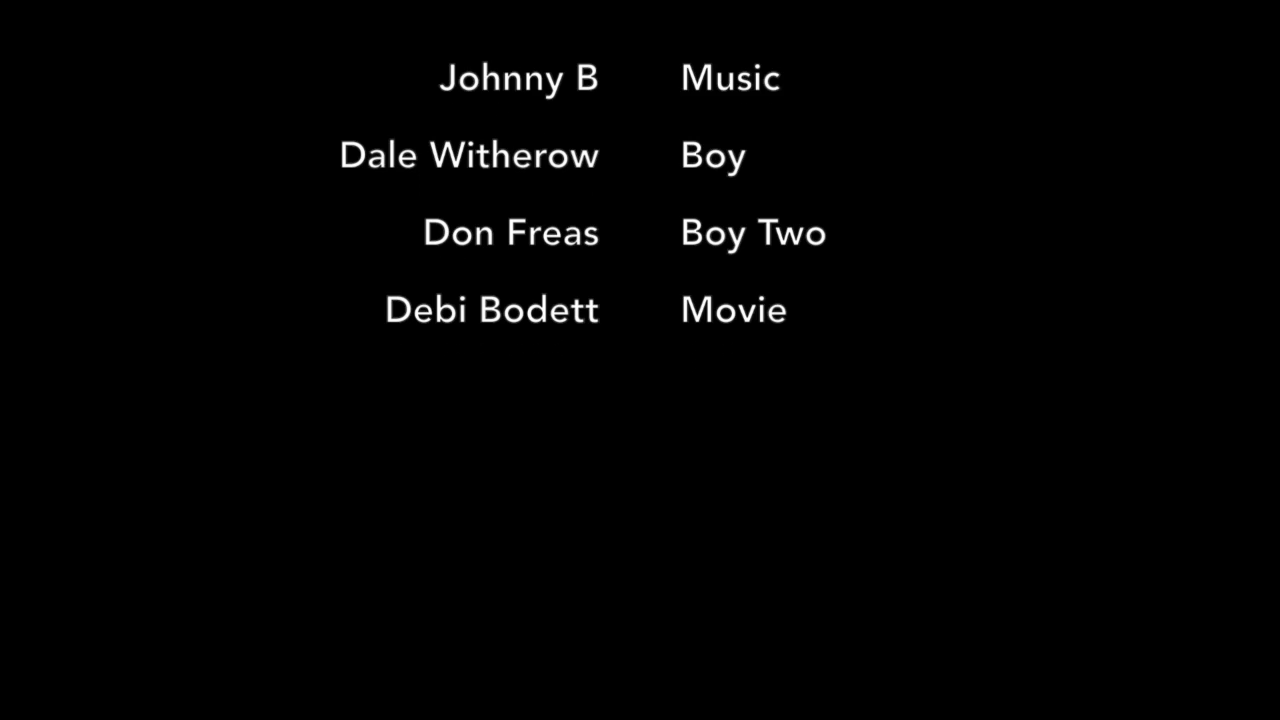 Johnny B Music
Dale Witherow Boy
Don Freas Boy Two
Debi Bodett Movie